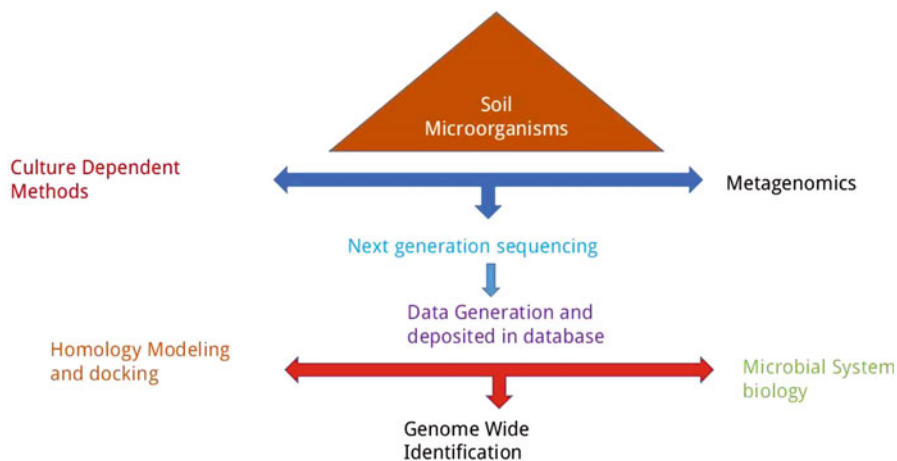 Soil
Microorganisms
Culture Dependent
Methods
Metagenomics
Next generation sequencing
Data Generation and
deposited in database
Homology Modeling
and docking
Microbial System
biology
Genome Wide
Identification